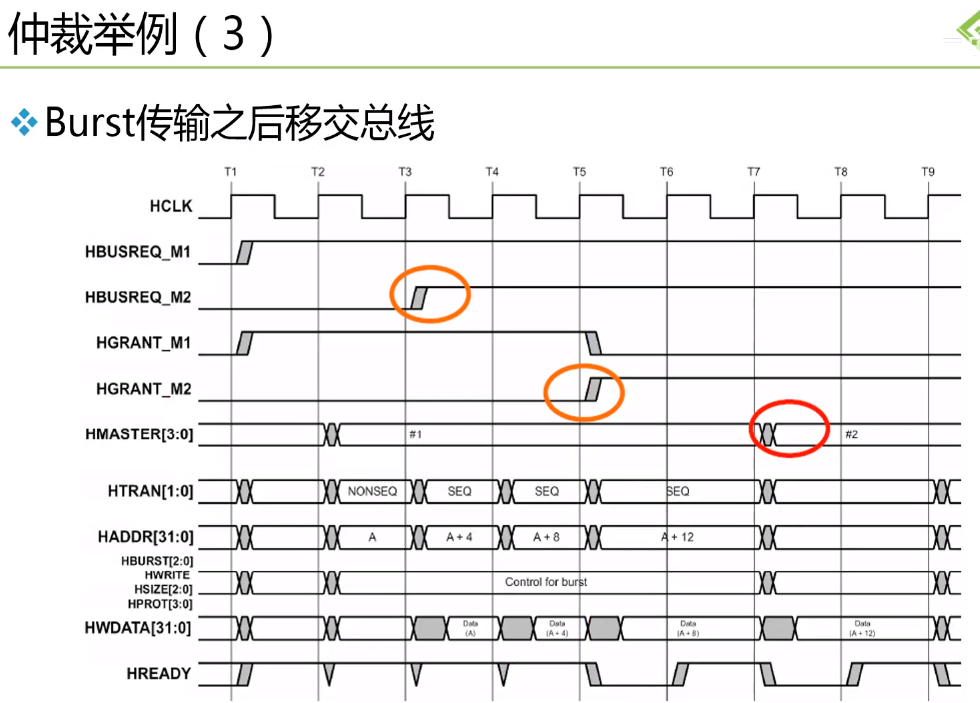 仲裁举例（3）
Burst传输之后移交总线
T1 T2 T3 T4 T5 T6 T7 T8 T9
HCLK
HBUSREQ_M1
HBUSREQ_M2
HGRANT_M1
HGRANT_M2
HMASTER[3:0] #1 #2
HTRAN[1:0] NONSEQ SEQ SEQ SEQ
HADDR[31:0] A A + 4 A + 8 A + 12
HBURST[2:0]
HWRITE
HSIZE[2:0]
HPROT[3:0]
Control for burst
HWDATA[31:0] Data (A) Data (A + 4) Data (A + 8) Data (A + 12)
HREADY